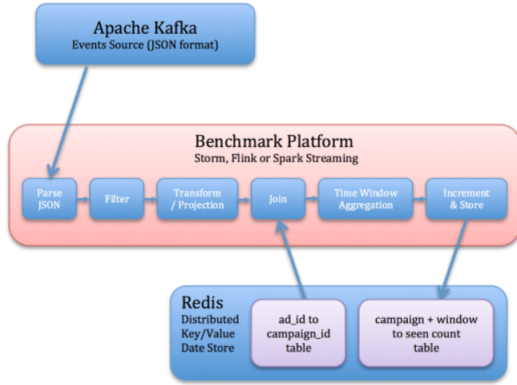 Apache Kafka
Events Source (JSON format)
Benchmark Platform
Storm, Flink or Spark Streaming
Parse
JSON
Filter
Transform
/ Projection
Join
Time Window
Aggregation
Increment
& Store
Redis
Distributed
Key/Value
Date Store
ad_id to
campaign_id
table
campaign + window
to seen count
table